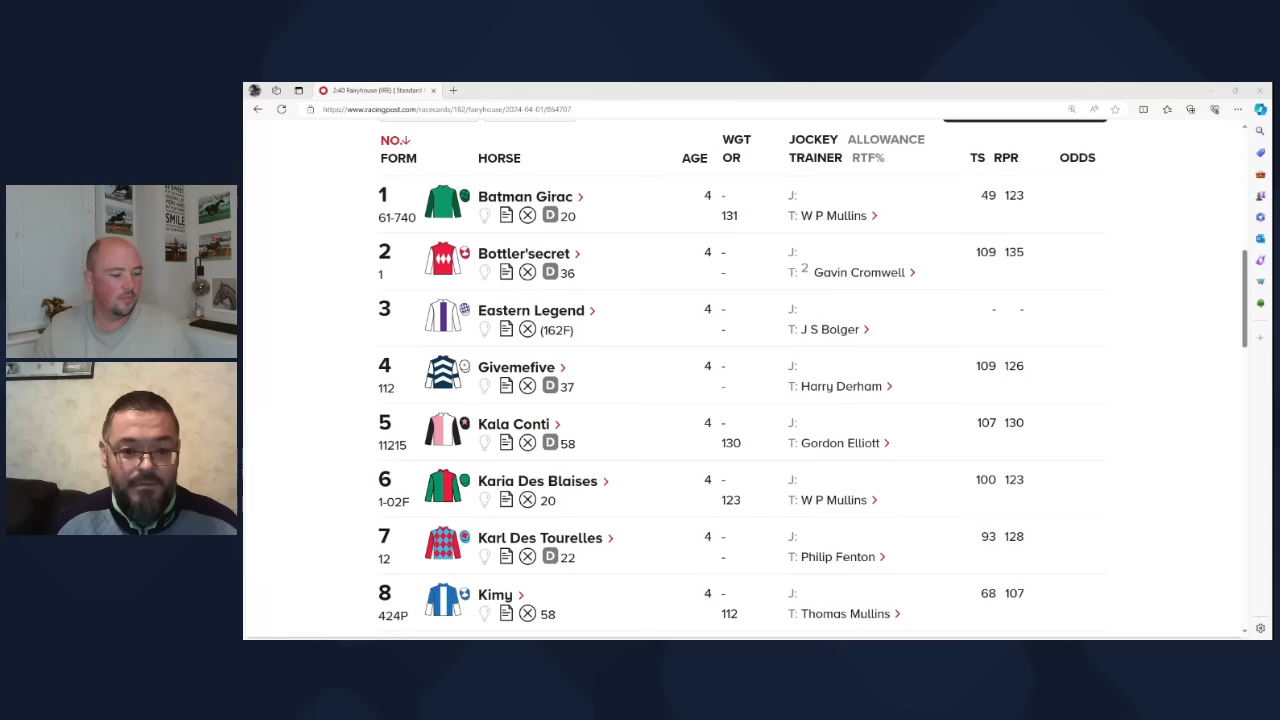 2:40 Fairyhouse (IRE) | Standard
https://www.racingpost.com/racecards/182/fairyhouse/2024-04-01/864707
NO. WGT JOCKEY ALLOWANCE
FORM HORSE AGE OR TRAINER RTF% TS RPR ODDS
1 Batman Girac 4 - J: 49 123
61-740 D 20 131 T: W P Mullins
2 Bottler'secret 4 - J: 109 135
1 D 36 - T: 2 Gavin Cromwell
3 Eastern Legend 4 - J: - -
(162F) - T: J S Bolger
4 Givemefive 4 - J: 109 126
112 D 37 - T: Harry Derham
5 Kala Conti 4 - J: 107 130
11215 D 58 130 T: Gordon Elliott
6 Karia Des Blaises 4 - J: 100 123
1-02F 20 123 T: W P Mullins
7 Karl Des Tourelles 4 - J: 93 128
12 D 22 - T: Philip Fenton
8 Kimy 4 - J: 68 107
424P 58 112 T: Thomas Mullins
SMILE